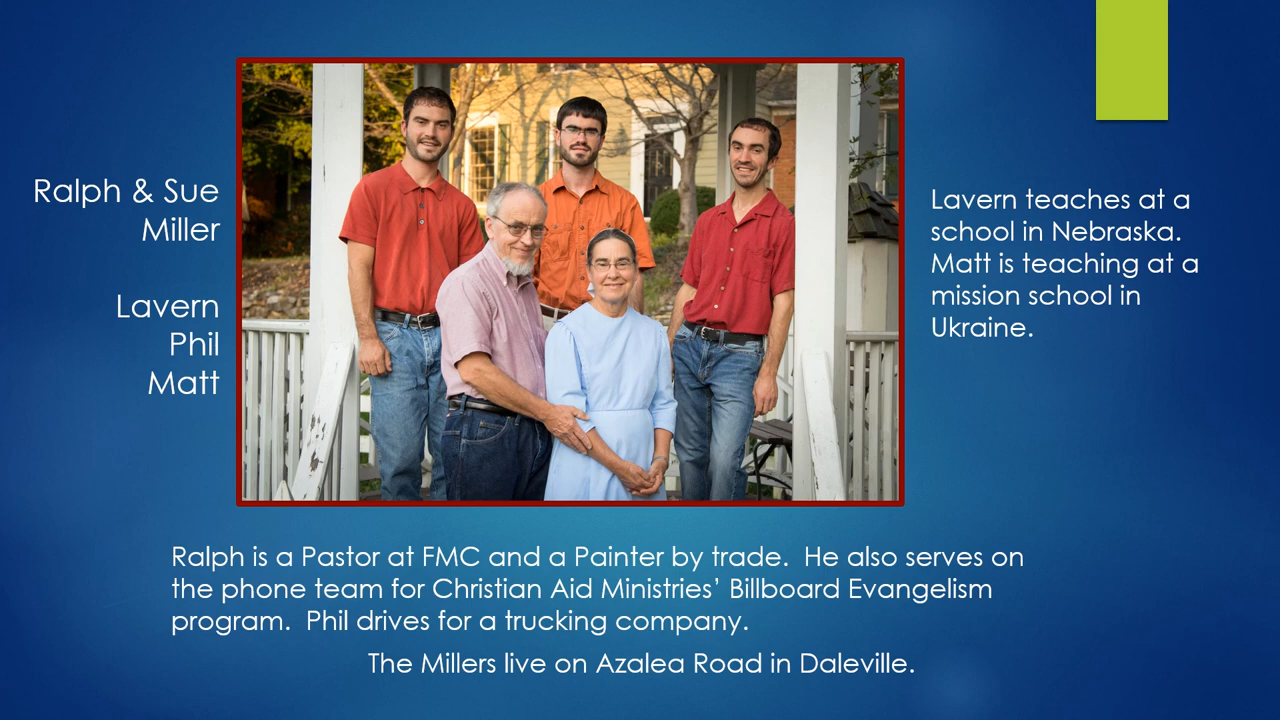 Ralph & Sue
Miller
Lavern
Phil
Matt
Lavern teaches at a
school in Nebraska.
Matt is teaching at a
mission school in
Ukraine.
Ralph is a Pastor at FMC and a Painter by trade.  He also serves on
the phone team for Christian Aid Ministries’ Billboard Evangelism
program.  Phil drives for a trucking company.
The Millers live on Azalea Road in Daleville.